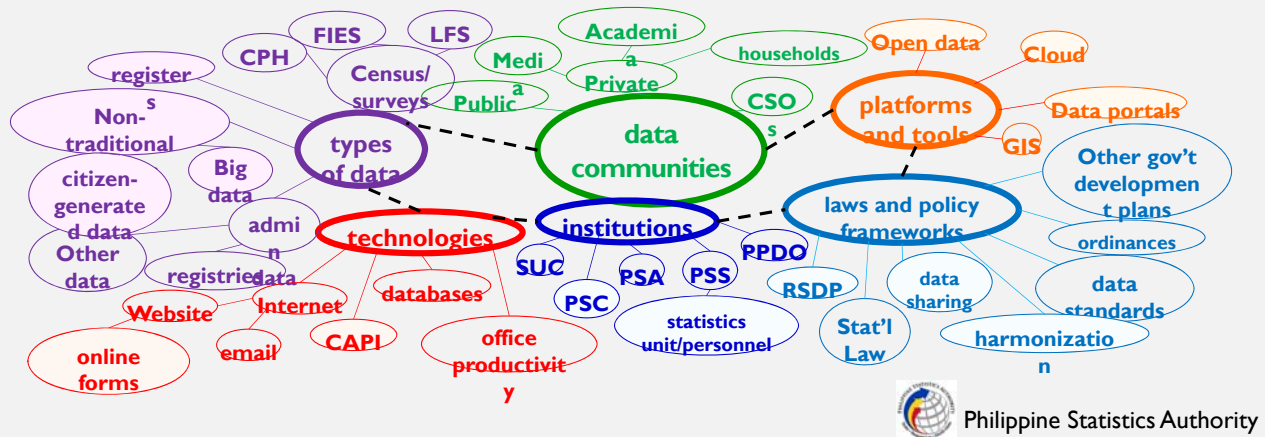 FIES
LFS
CPH
Census/
surveys
register
s
Non-
traditional
Big
data
citizen-
generate
d data
Other
data
admi
n
data
registries
types
of data
Academi
a
households
Medi
a
Private
Public
CSO
s
data
communities
Open data
Cloud
platforms
and tools
Data portals
GIS
Other gov't
developmen
t plans
laws and policy
frameworks
ordinances
data
standards
data
sharing
RSDP
Stat'l
Law
harmonizatio
n
institutions
SUC
PSC
PSA
PSS
PPDO
statistics
unit/personnel
technologies
databases
Internet
Website
online
forms
email
CAPI
office
productivit
y
PHILIPPINE STATISTICS AUTHORITY
Philippine Statistics Authority